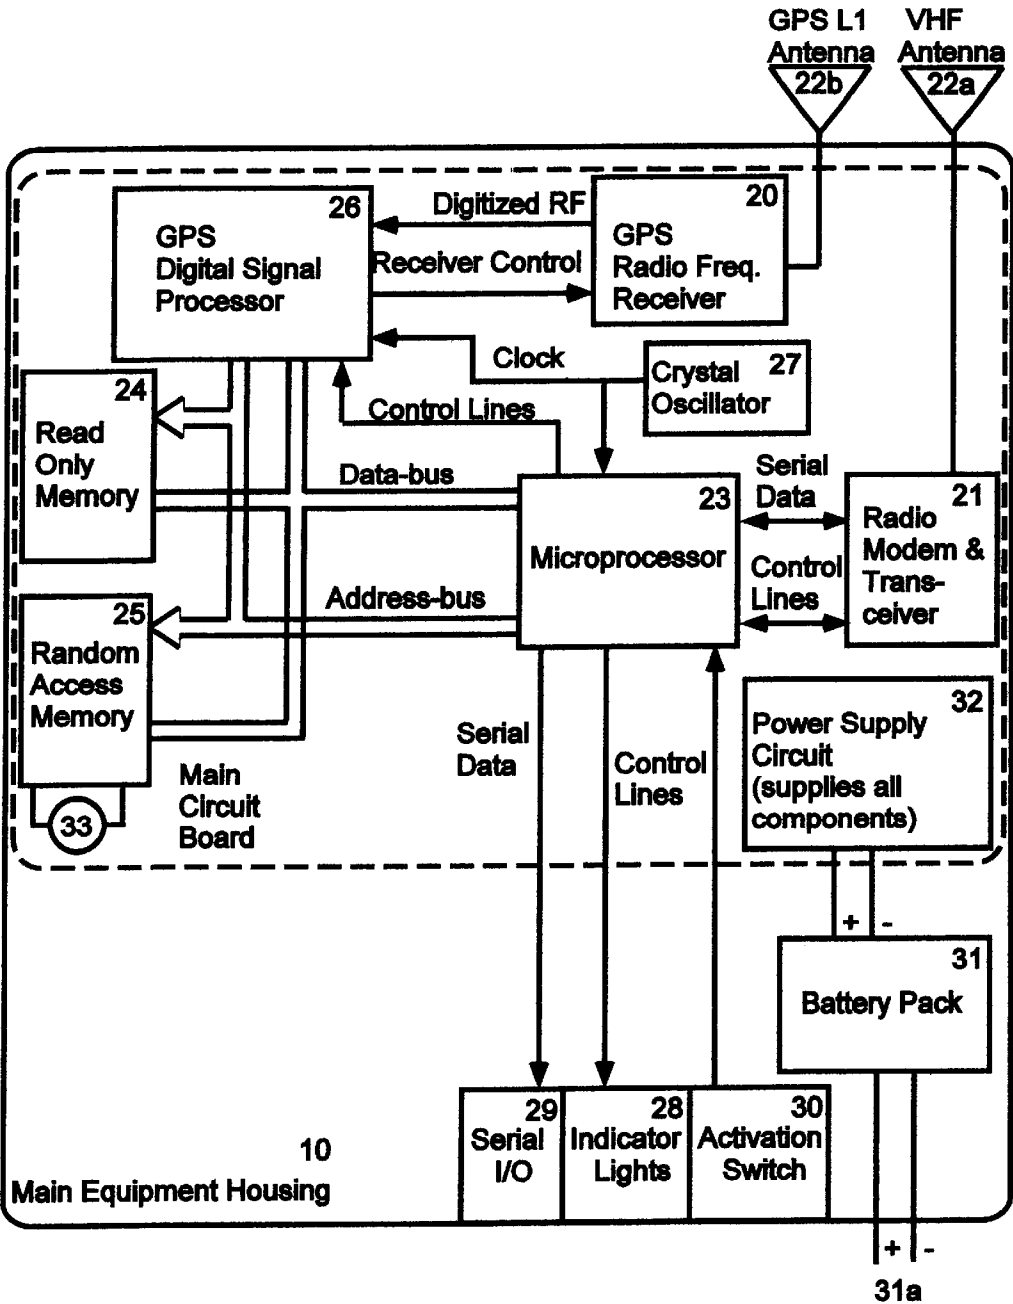 GPS L1
Antenna
22b
VHF
Antenna
22a
26
GPS
Digital Signal
Processor
Digitized RF
Receiver Control
20
GPS
Radio Freq.
Receiver
Clock
27
Crystal
Oscillator
Control Lines
24
Read
Only
Memory
Data-bus
23
Microprocessor
Serial
Data
Control
Lines
21
Radio
Modem &
Trans-
ceiver
Address-bus
25
Random
Access
Memory
33
Main
Circuit
Board
Serial
Data
Control
Lines
32
Power Supply
Circuit
(supplies all
components)
+ -
31
Battery Pack
29
Serial
I/O
28
Indicator
Lights
30
Activation
Switch
10
Main Equipment Housing
+ -
31a